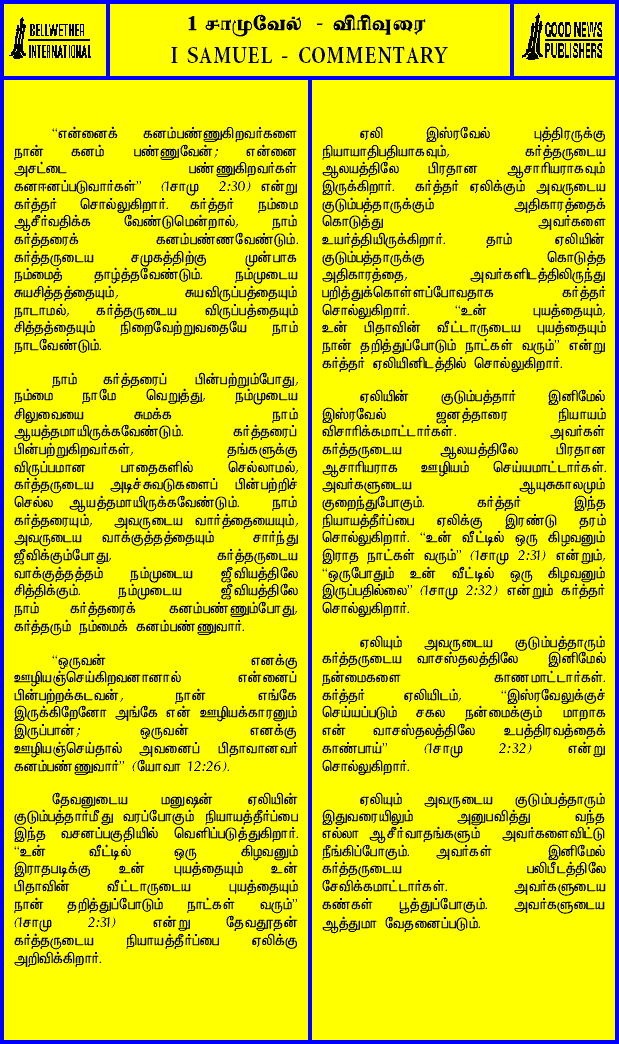 BELLWETHER
INTERNATIONAL
1 சாமுவேல் - விரிவுரை
I SAMUEL - COMMENTARY
GOOD NEWS
PUBLISHERS
“என்னைக் கனம்பண்ணுகிறவர்களை
நான் கனம் பண்ணுவேன்; என்னை
அசட்டை பண்ணுகிறவர்கள்
கனஈனப்படுவார்கள்” (1சாமு 2:30) என்று
கர்த்தர் சொல்லுகிறார். கர்த்தர் நம்மை
ஆசீர்வதிக்க வேண்டுமென்றால், நாம்
கர்த்தரைக் கனம்பண்ணவேண்டும்.
கர்த்தருடைய சமுகத்திற்கு முன்பாக
நம்மைத் தாழ்த்தவேண்டும். நம்முடைய
சுயசித்தத்தையும், சுயவிருப்பத்தையும்
நாடாமல், கர்த்தருடைய விருப்பத்தையும்
சித்தத்தையும் நிறைவேற்றுவதையே நாம்
நாடவேண்டும்.
நாம் கர்த்தரைப் பின்பற்றும்போது,
நம்மை நாமே வெறுத்து, நம்முடைய
சிலுவையை சுமக்க நாம்
ஆயத்தமாயிருக்கவேண்டும். கர்த்தரைப்
பின்பற்றுகிறவர்கள், தங்களுக்கு
விருப்பமான பாதைகளில் செல்லாமல்,
கர்த்தருடைய அடிச்சுவடுகளைப் பின்பற்றிச்
செல்ல ஆயத்தமாயிருக்கவேண்டும். நாம்
கர்த்தரையும், அவருடைய வார்த்தையையும்,
அவருடைய வாக்குத்தத்தையும் சார்ந்து
ஜீவிக்கும்போது, கர்த்தருடைய
வாக்குத்தத்தம் நம்முடைய ஜீவியத்திலே
சித்திக்கும். நம்முடைய ஜீவியத்திலே
நாம் கர்த்தரைக் கனம்பண்ணும்போது,
கர்த்தரும் நம்மைக் கனம்பண்ணுவார்.
“ஒருவன் எனக்கு
ஊழியஞ்செய்கிறவனானால் என்னைப்
பின்பற்றக்கடவன், நான் எங்கே
இருக்கிறேனோ அங்கே என் ஊழியக்காரனும்
இருப்பான்; ஒருவன் எனக்கு
ஊழியஞ்செய்தால் அவனைப் பிதாவானவர்
கனம்பண்ணுவார்” (யோவா 12:26).
தேவனுடைய மனுஷன் ஏலியின்
குடும்பத்தார்மீது வரப்போகும் நியாயத்தீர்ப்பை
இந்த வசனப்பகுதியில் வெளிப்படுத்துகிறார்.
“உன் வீட்டில் ஒரு கிழவனும்
இராதபடிக்கு உன் புயத்தையும் உன்
பிதாவின் வீட்டாருடைய புயத்தையும்
நான் தறித்துப்போடும் நாட்கள் வரும்”
(1சாமு 2:31) என்று தேவதூதன்
கர்த்தருடைய நியாயத்தீர்ப்பை ஏலிக்கு
அறிவிக்கிறார்.
ஏலி இஸ்ரவேல் புத்திரருக்கு
நியாயாதிபதியாகவும், கர்த்தருடைய
ஆலயத்திலே பிரதான ஆசாரியராகவும்
இருக்கிறார். கர்த்தர் ஏலிக்கும் அவருடைய
குடும்பத்தாருக்கும் அதிகாரத்தைக்
கொடுத்து அவர்களை
உயர்த்தியிருக்கிறார். தாம் ஏலியின்
குடும்பத்தாருக்கு கொடுத்த
அதிகாரத்தை, அவர்களிடத்திலிருந்து
பறித்துக்கொள்ளப்போவதாக கர்த்தர்
சொல்லுகிறார். “உன் புயத்தையும்,
உன் பிதாவின் வீட்டாருடைய புயத்தையும்
நான் தறித்துப்போடும் நாட்கள் வரும்” என்று
கர்த்தர் ஏலியினிடத்தில் சொல்லுகிறார்.
ஏலியின் குடும்பத்தார் இனிமேல்
இஸ்ரவேல் ஜனத்தாரை நியாயம்
விசாரிக்கமாட்டார்கள். அவர்கள்
கர்த்தருடைய ஆலயத்திலே பிரதான
ஆசாரியராக ஊழியம் செய்யமாட்டார்கள்.
அவர்களுடைய ஆயுசுகாலமும்
குறைந்துபோகும். கர்த்தர் இந்த
நியாயத்தீர்ப்பை ஏலிக்கு இரண்டு தரம்
சொல்லுகிறார். “உன் வீட்டில் ஒரு கிழவனும்
இராத நாட்கள் வரும்” (1சாமு 2:31) என்றும்,
“ஒருபோதும் உன் வீட்டில் ஒரு கிழவனும்
இருப்பதில்லை” (1சாமு 2:32) என்றும் கர்த்தர்
சொல்லுகிறார்.
ஏலியும் அவருடைய குடும்பத்தாரும்
கர்த்தருடைய வாசஸ்தலத்திலே இனிமேல்
நன்மைகளை காணமாட்டார்கள்.
கர்த்தர் ஏலியிடம், “இஸ்ரவேலுக்குச்
செய்யப்படும் சகல நன்மைக்கும் மாறாக
என் வாசஸ்தலத்திலே உபத்திரவத்தைக்
காண்பாய்” (1சாமு 2:32) என்று
சொல்லுகிறார்.
ஏலியும் அவருடைய குடும்பத்தாரும்
இதுவரையிலும் அனுபவித்து வந்த
எல்லா ஆசீர்வாதங்களும் அவர்களைவிட்டு
நீங்கிப்போகும். அவர்கள் இனிமேல்
கர்த்தருடைய பலிபீடத்திலே
சேவிக்கமாட்டார்கள். அவர்களுடைய
கண்கள் பூத்துப்போகும். அவர்களுடைய
ஆத்துமா வேதனைப்படும்.